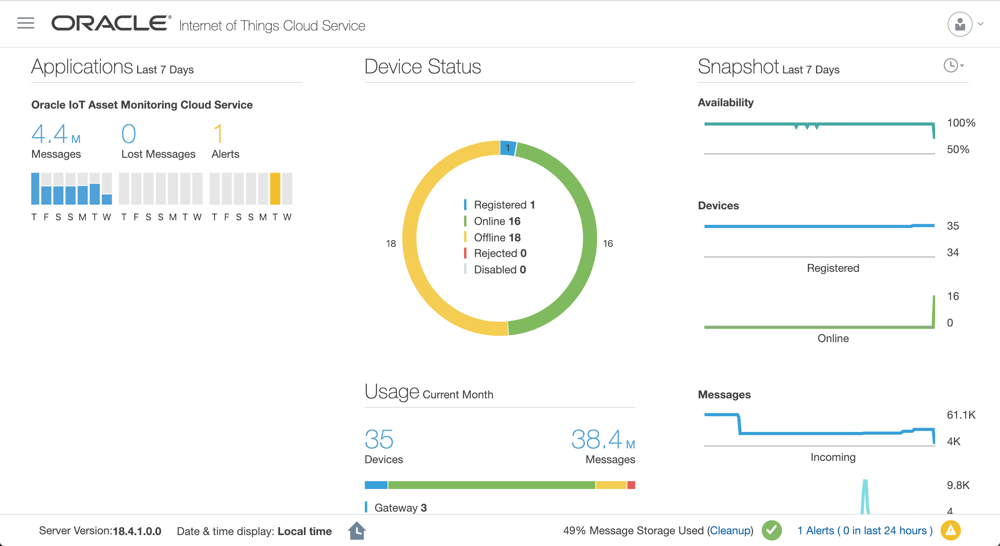 ORACLE® Internet of Things Cloud Service
Applications Last 7 Days
Oracle IoT Asset Monitoring Cloud Service
4.4 M
Messages
0
Lost Messages
1
Alerts
T F S S M T W
T F S S M T W
T F S S M T W
Device Status
1
18
16
Registered 1
Online 16
Offline 18
Rejected 0
Disabled 0
Usage Current Month
35
Devices
38.4 M
Messages
Gateway 3
Snapshot Last 7 Days
Availability
100%
50%
Devices
35
34
Registered
16
0
Online
Messages
61.1K
4K
Incoming
9.8K
4
Server Version:18.4.1.0.0
Date & time display: Local time
49% Message Storage Used (Cleanup)
1 Alerts ( 0 in last 24 hours )